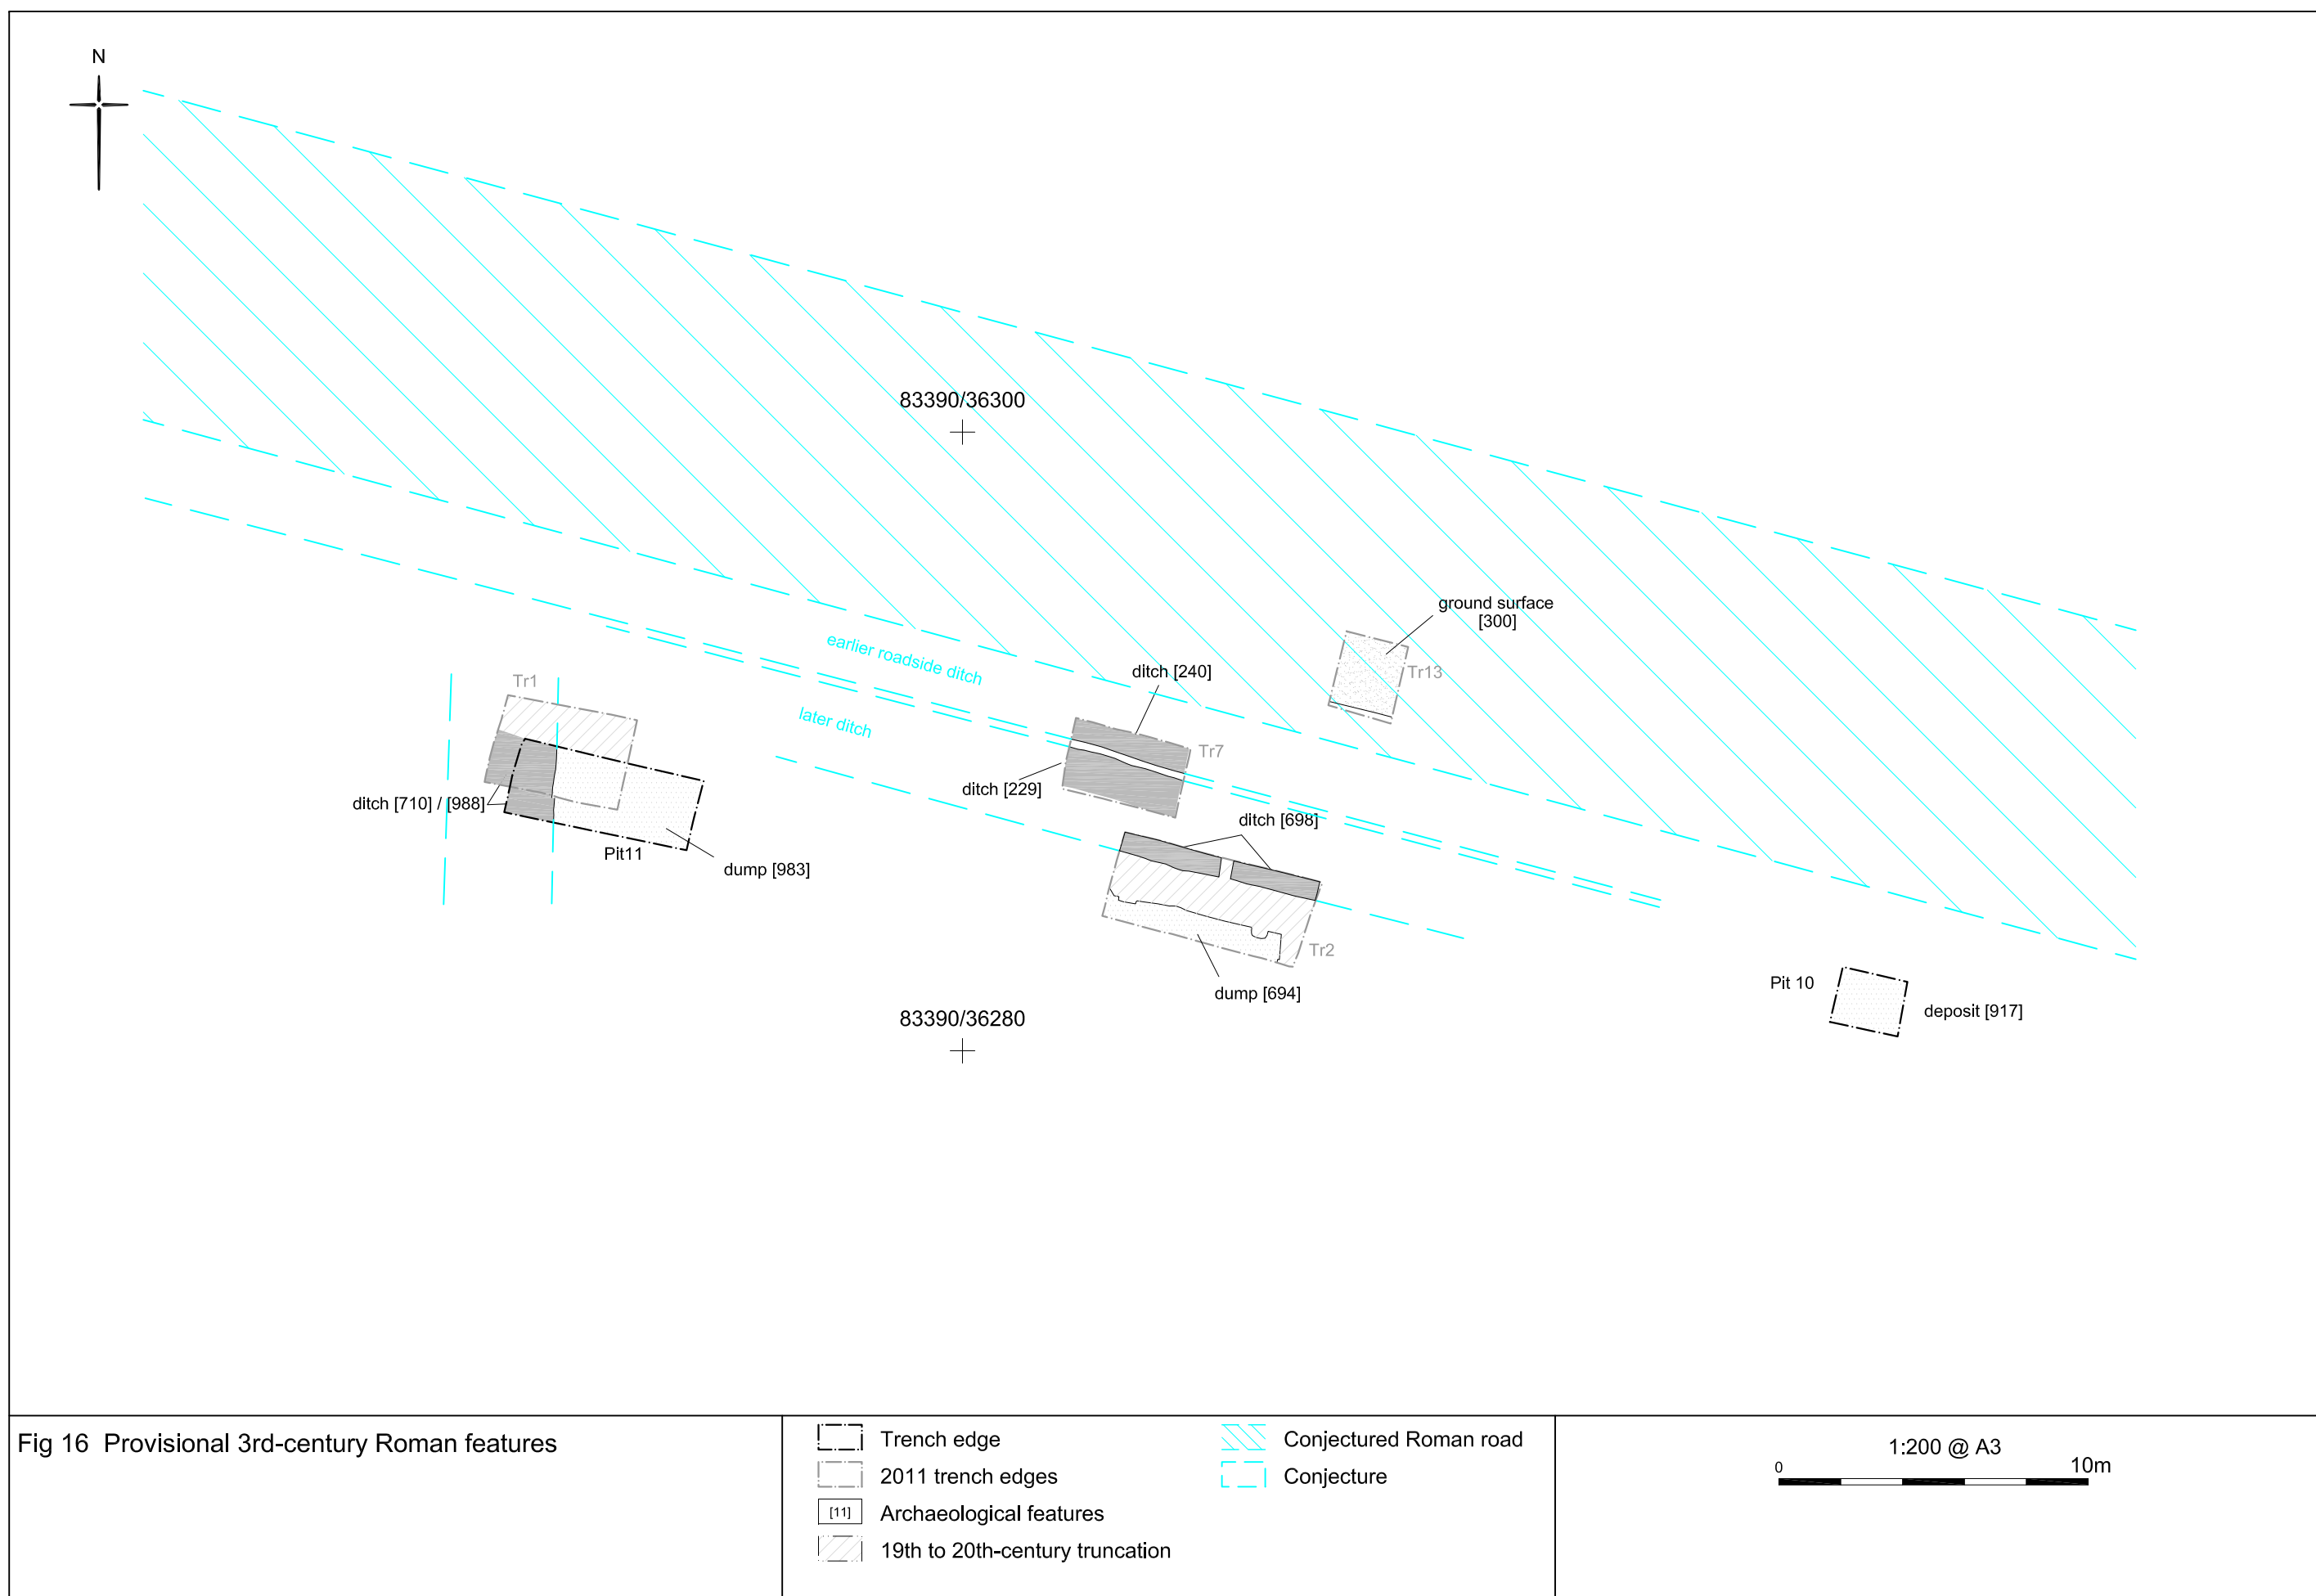 N
83390/36300
ground surface
[300]
Tr13
earlier roadside ditch
ditch [240]
Tr1
later ditch
Tr7
ditch [229]
ditch [710] / [988]
ditch [698]
Pit11
dump [983]
Tr2
Pit 10
dump [694]
deposit [917]
83390/36280
Fig 16 Provisional 3rd-century Roman features
Trench edge
2011 trench edges
[11] Archaeological features
19th to 20th-century truncation
Conjectured Roman road
Conjecture
1:200 @ A3
0 10m